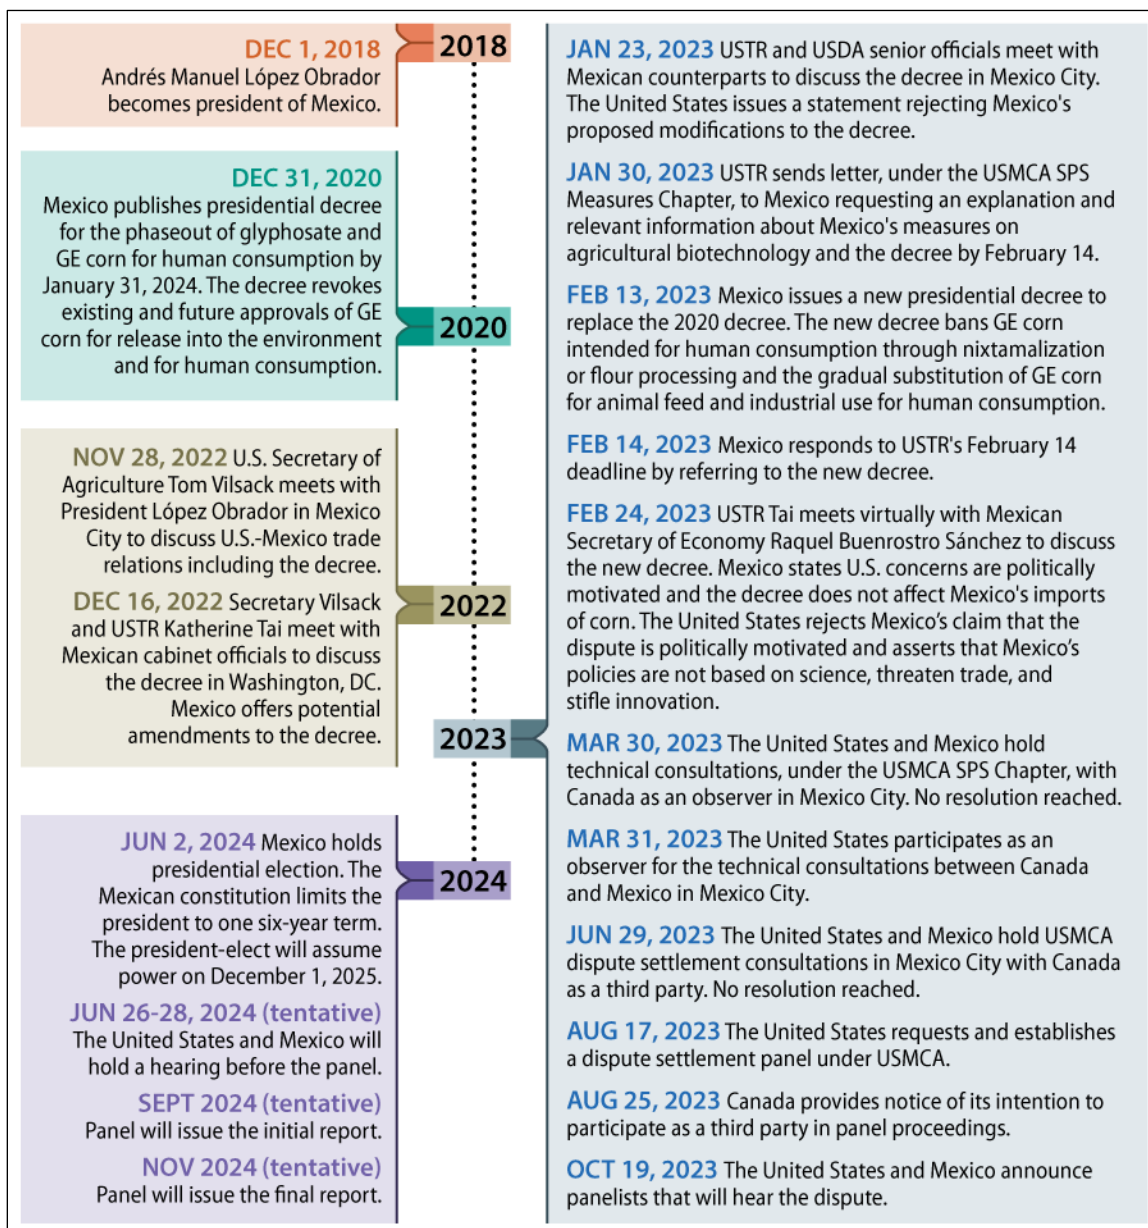 DEC 1, 2018
Andrés Manuel López Obrador
becomes president of Mexico.
2018
DEC 31, 2020
Mexico publishes presidential decree
for the phaseout of glyphosate and
GE corn for human consumption by
January 31, 2024. The decree revokes
existing and future approvals of GE
corn for release into the environment
and for human consumption.
2020
NOV 28, 2022 U.S. Secretary of
Agriculture Tom Vilsack meets with
President López Obrador in Mexico
City to discuss U.S.-Mexico trade
relations including the decree.
DEC 16, 2022 Secretary Vilsack
and USTR Katherine Tai meet with
Mexican cabinet officials to discuss
the decree in Washington, DC.
Mexico offers potential
amendments to the decree.
2022
2023
JAN 23, 2023 USTR and USDA senior officials meet with
Mexican counterparts to discuss the decree in Mexico City.
The United States issues a statement rejecting Mexico's
proposed modifications to the decree.
JAN 30, 2023 USTR sends letter, under the USMCA SPS
Measures Chapter, to Mexico requesting an explanation and
relevant information about Mexico's measures on
agricultural biotechnology and the decree by February 14.
FEB 13, 2023 Mexico issues a new presidential decree to
replace the 2020 decree. The new decree bans GE corn
intended for human consumption through nixtamalization
or flour processing and the gradual substitution of GE corn
for animal feed and industrial use for human consumption.
FEB 14, 2023 Mexico responds to USTR's February 14
deadline by referring to the new decree.
FEB 24, 2023 USTR Tai meets virtually with Mexican
Secretary of Economy Raquel Buenrostro Sánchez to discuss
the new decree. Mexico states U.S. concerns are politically
motivated and the decree does not affect Mexico's imports
of corn. The United States rejects Mexico’s claim that the
dispute is politically motivated and asserts that Mexico’s
policies are not based on science, threaten trade, and
stifle innovation.
MAR 30, 2023 The United States and Mexico hold
technical consultations, under the USMCA SPS Chapter, with
Canada as an observer in Mexico City. No resolution reached.
MAR 31, 2023 The United States participates as an
observer for the technical consultations between Canada
and Mexico in Mexico City.
JUN 29, 2023 The United States and Mexico hold USMCA
dispute settlement consultations in Mexico City with Canada
as a third party. No resolution reached.
AUG 17, 2023 The United States requests and establishes
a dispute settlement panel under USMCA.
AUG 25, 2023 Canada provides notice of its intention to
participate as a third party in panel proceedings.
OCT 19, 2023 The United States and Mexico announce
panelists that will hear the dispute.
JUN 2, 2024 Mexico holds
presidential election. The
Mexican constitution limits the
president to one six-year term.
The president-elect will assume
power on December 1, 2025.
JUN 26-28, 2024 (tentative)
The United States and Mexico will
hold a hearing before the panel.
SEPT 2024 (tentative)
Panel will issue the initial report.
NOV 2024 (tentative)
Panel will issue the final report.
2024